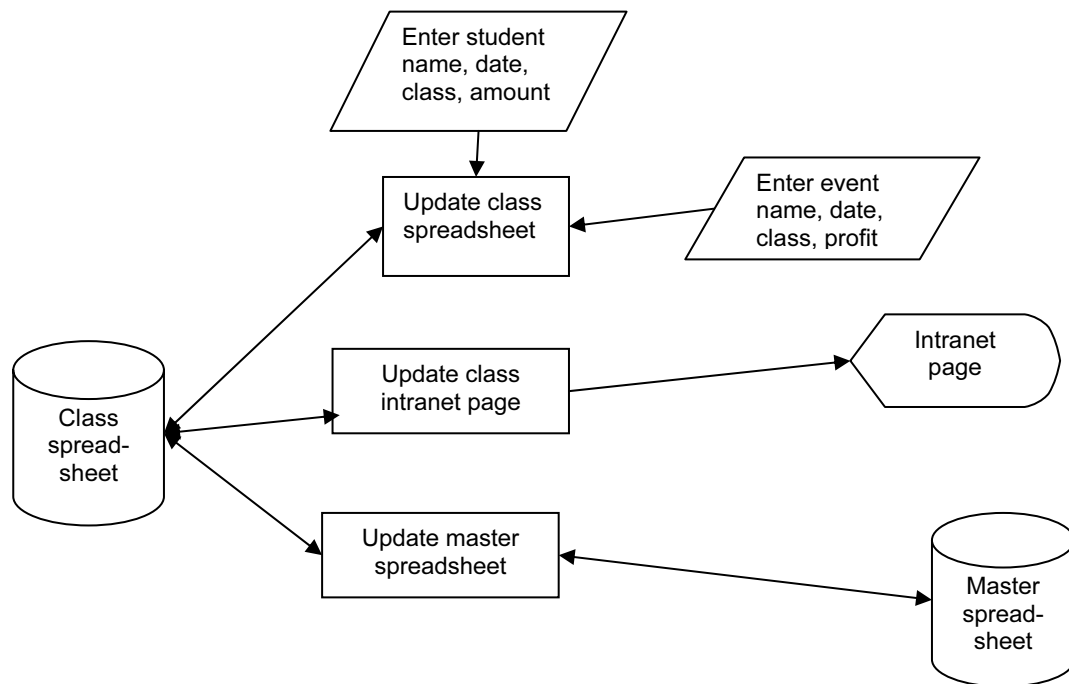 Enter student
name, date,
class, amount
Update class
spreadsheet
Enter event
name, date,
class, profit
Intranet
page
Update class
intranet page
Class
spread-
sheet
Update master
spreadsheet
Master
spread-
sheet